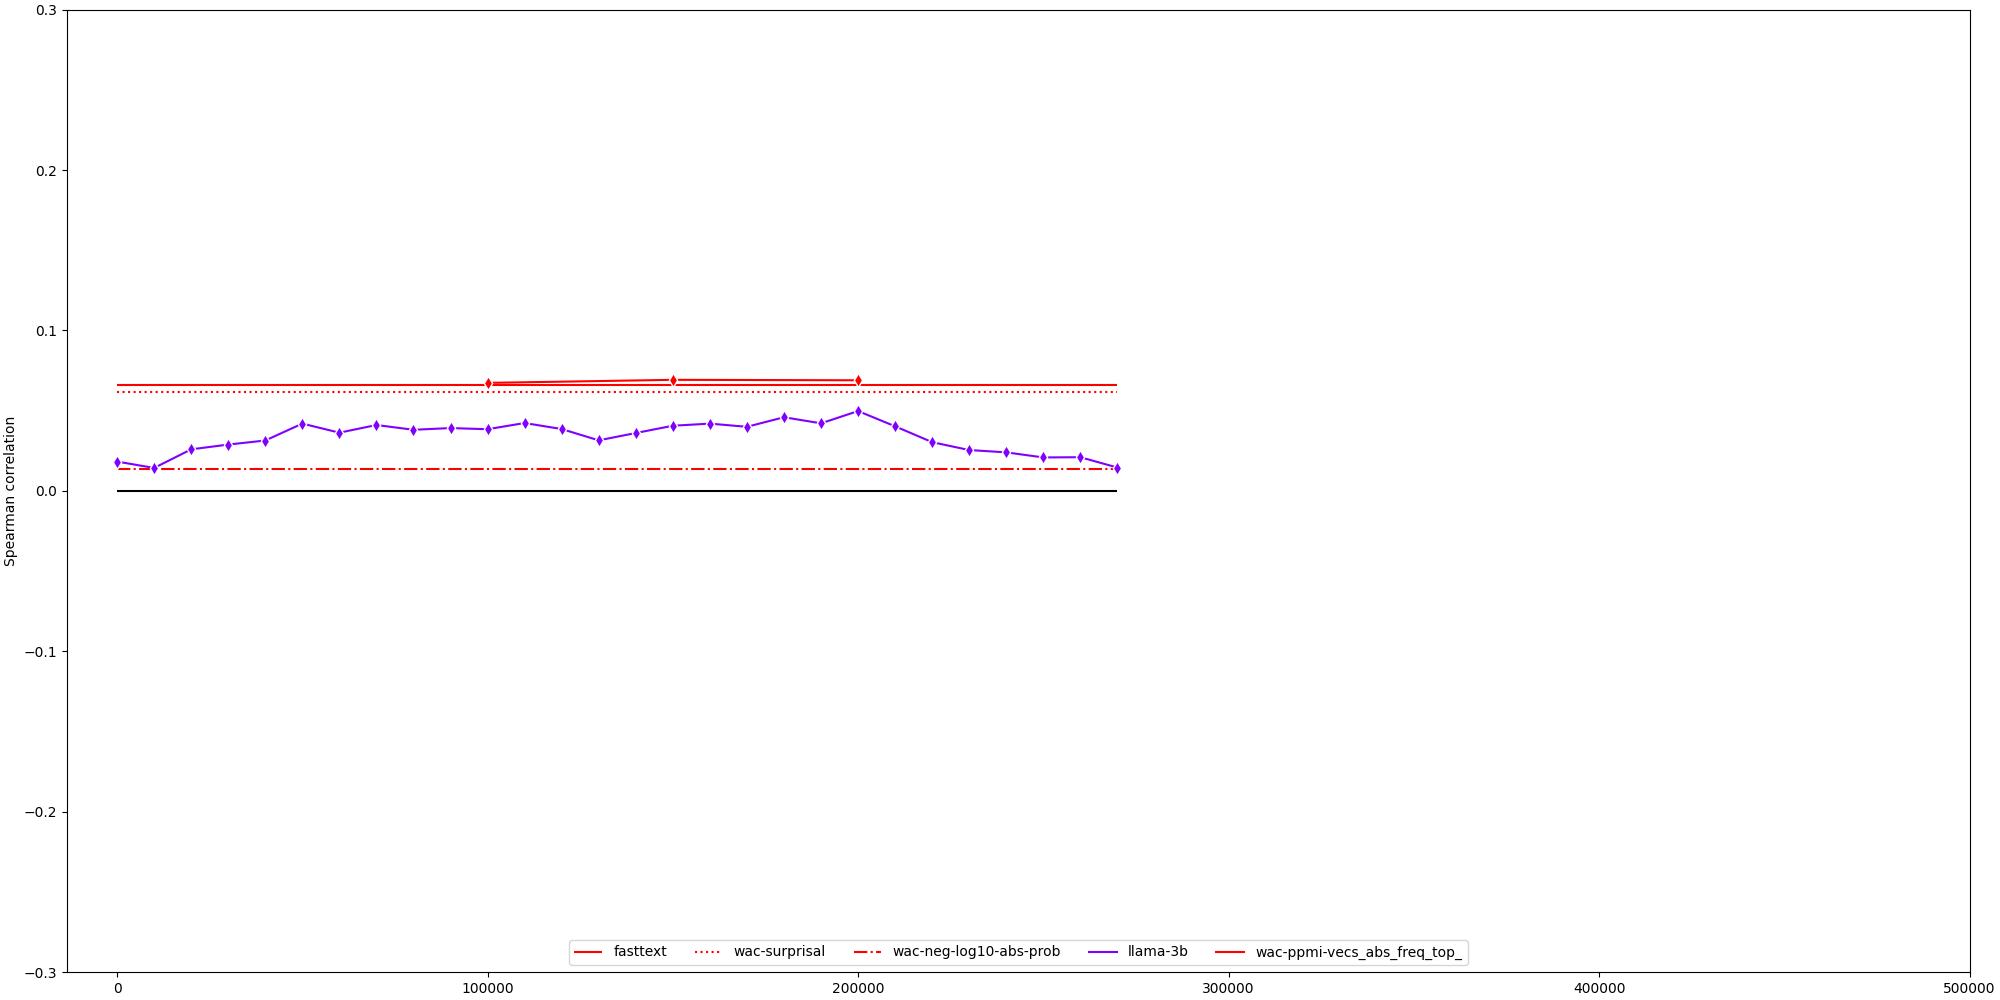 0.3
0.2
0.1
0.0
−0.1
−0.2
−0.3
Spearman correlation
fasttext wac-surprisal wac-neg-log10-abs-prob llama-3b wac-ppmi-vecs_abs_freq_top_
0 100000 200000 300000 400000 500000